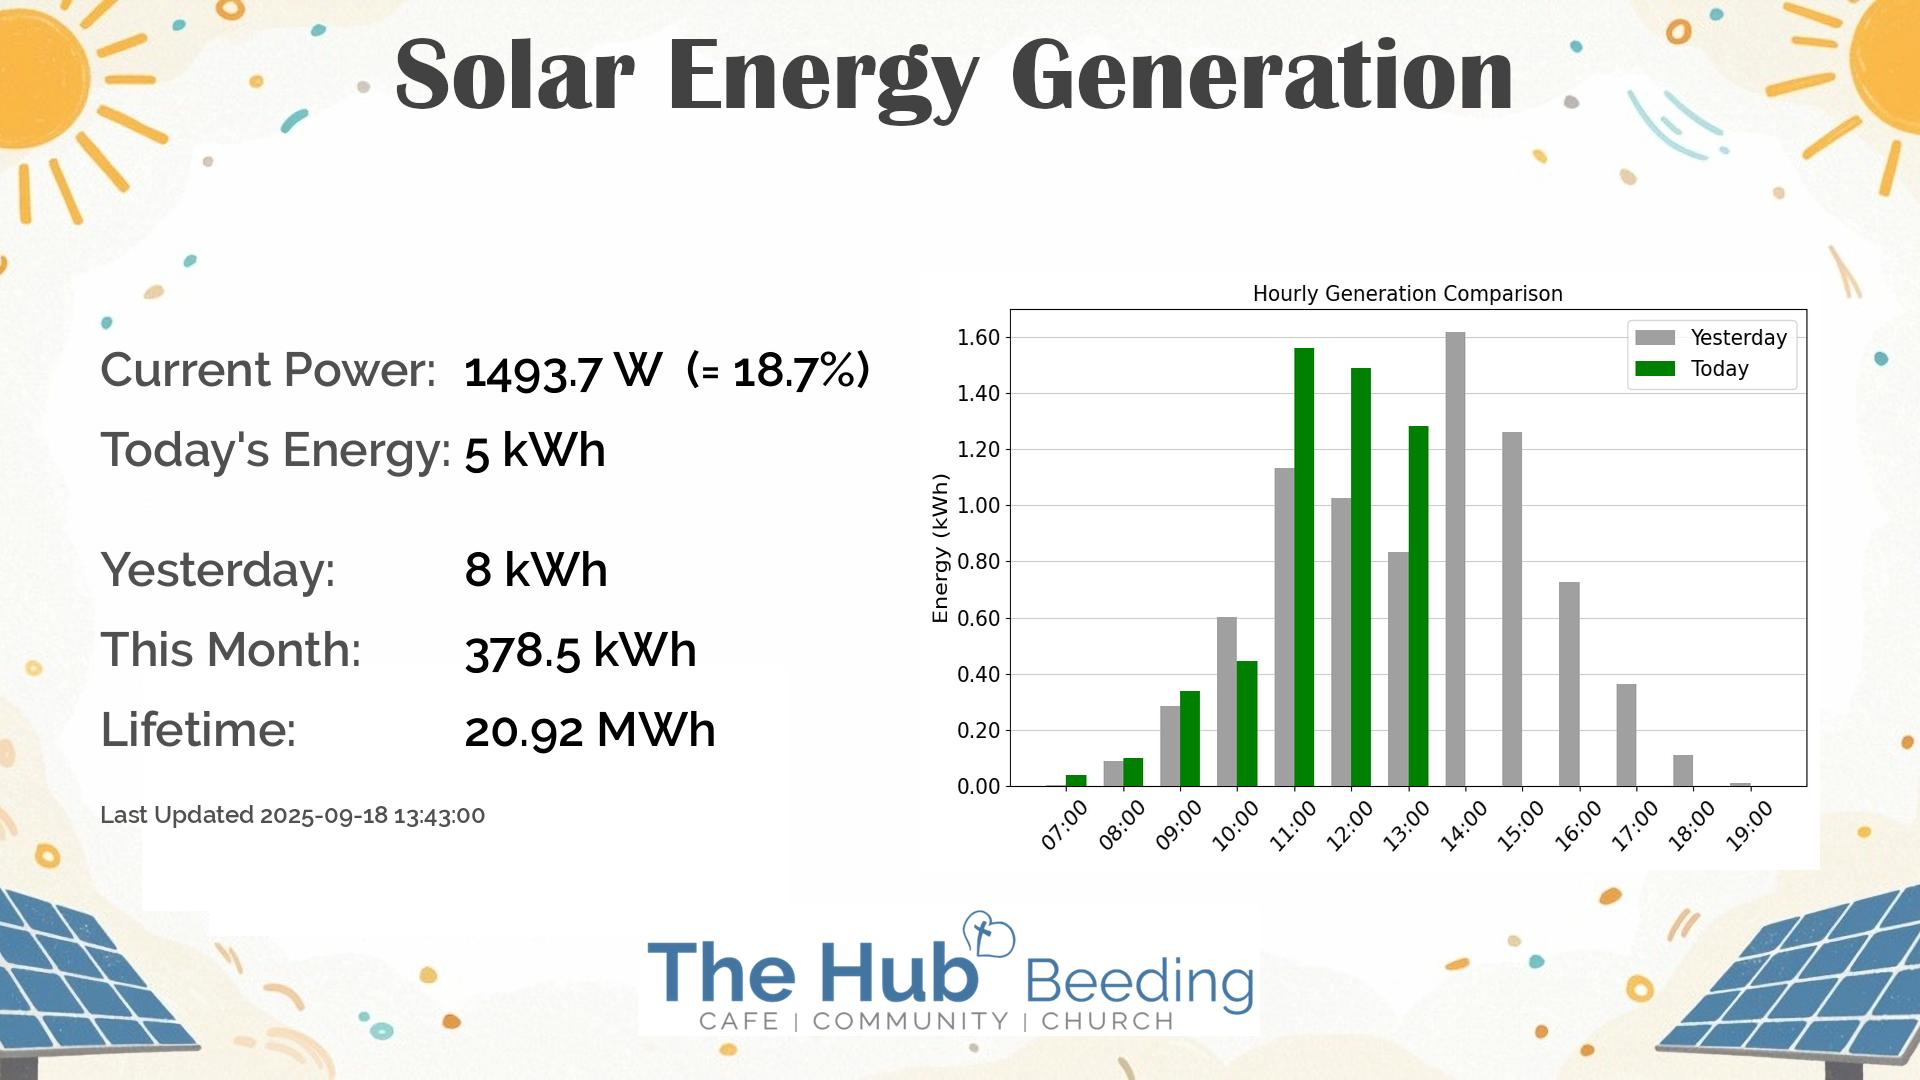 Solar Energy Generation
Current Power: 1493.7 W (= 18.7%)
Today's Energy: 5 kWh
Yesterday: 8 kWh
This Month: 378.5 kWh
Lifetime: 20.92 MWh
Last Updated 2025-09-18 13:43:00
Hourly Generation Comparison
Yesterday
Today
Energy (kWh)
1.60
1.40
1.20
1.00
0.80
0.60
0.40
0.20
0.00
07:00 08:00 09:00 10:00 11:00 12:00 13:00 14:00 15:00 16:00 17:00 18:00 19:00
The Hub Beeding
CAFE | COMMUNITY | CHURCH